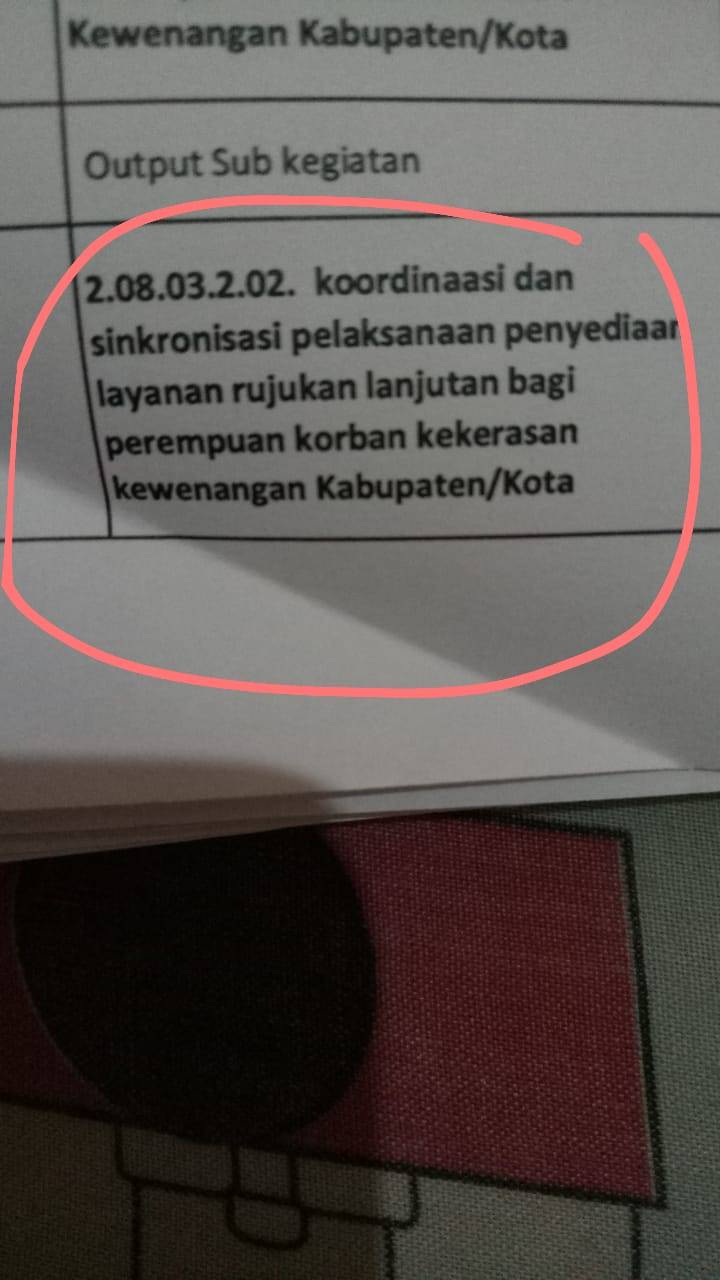 Kewenangan Kabupaten/Kota
Output Sub kegiatan
2.08.03.2.02. koordinaasi dan
sinkronisasi pelaksanaan penyediaan
layanan rujukan lanjutan bagi
perempuan korban kekerasan
kewenangan Kabupaten/Kota